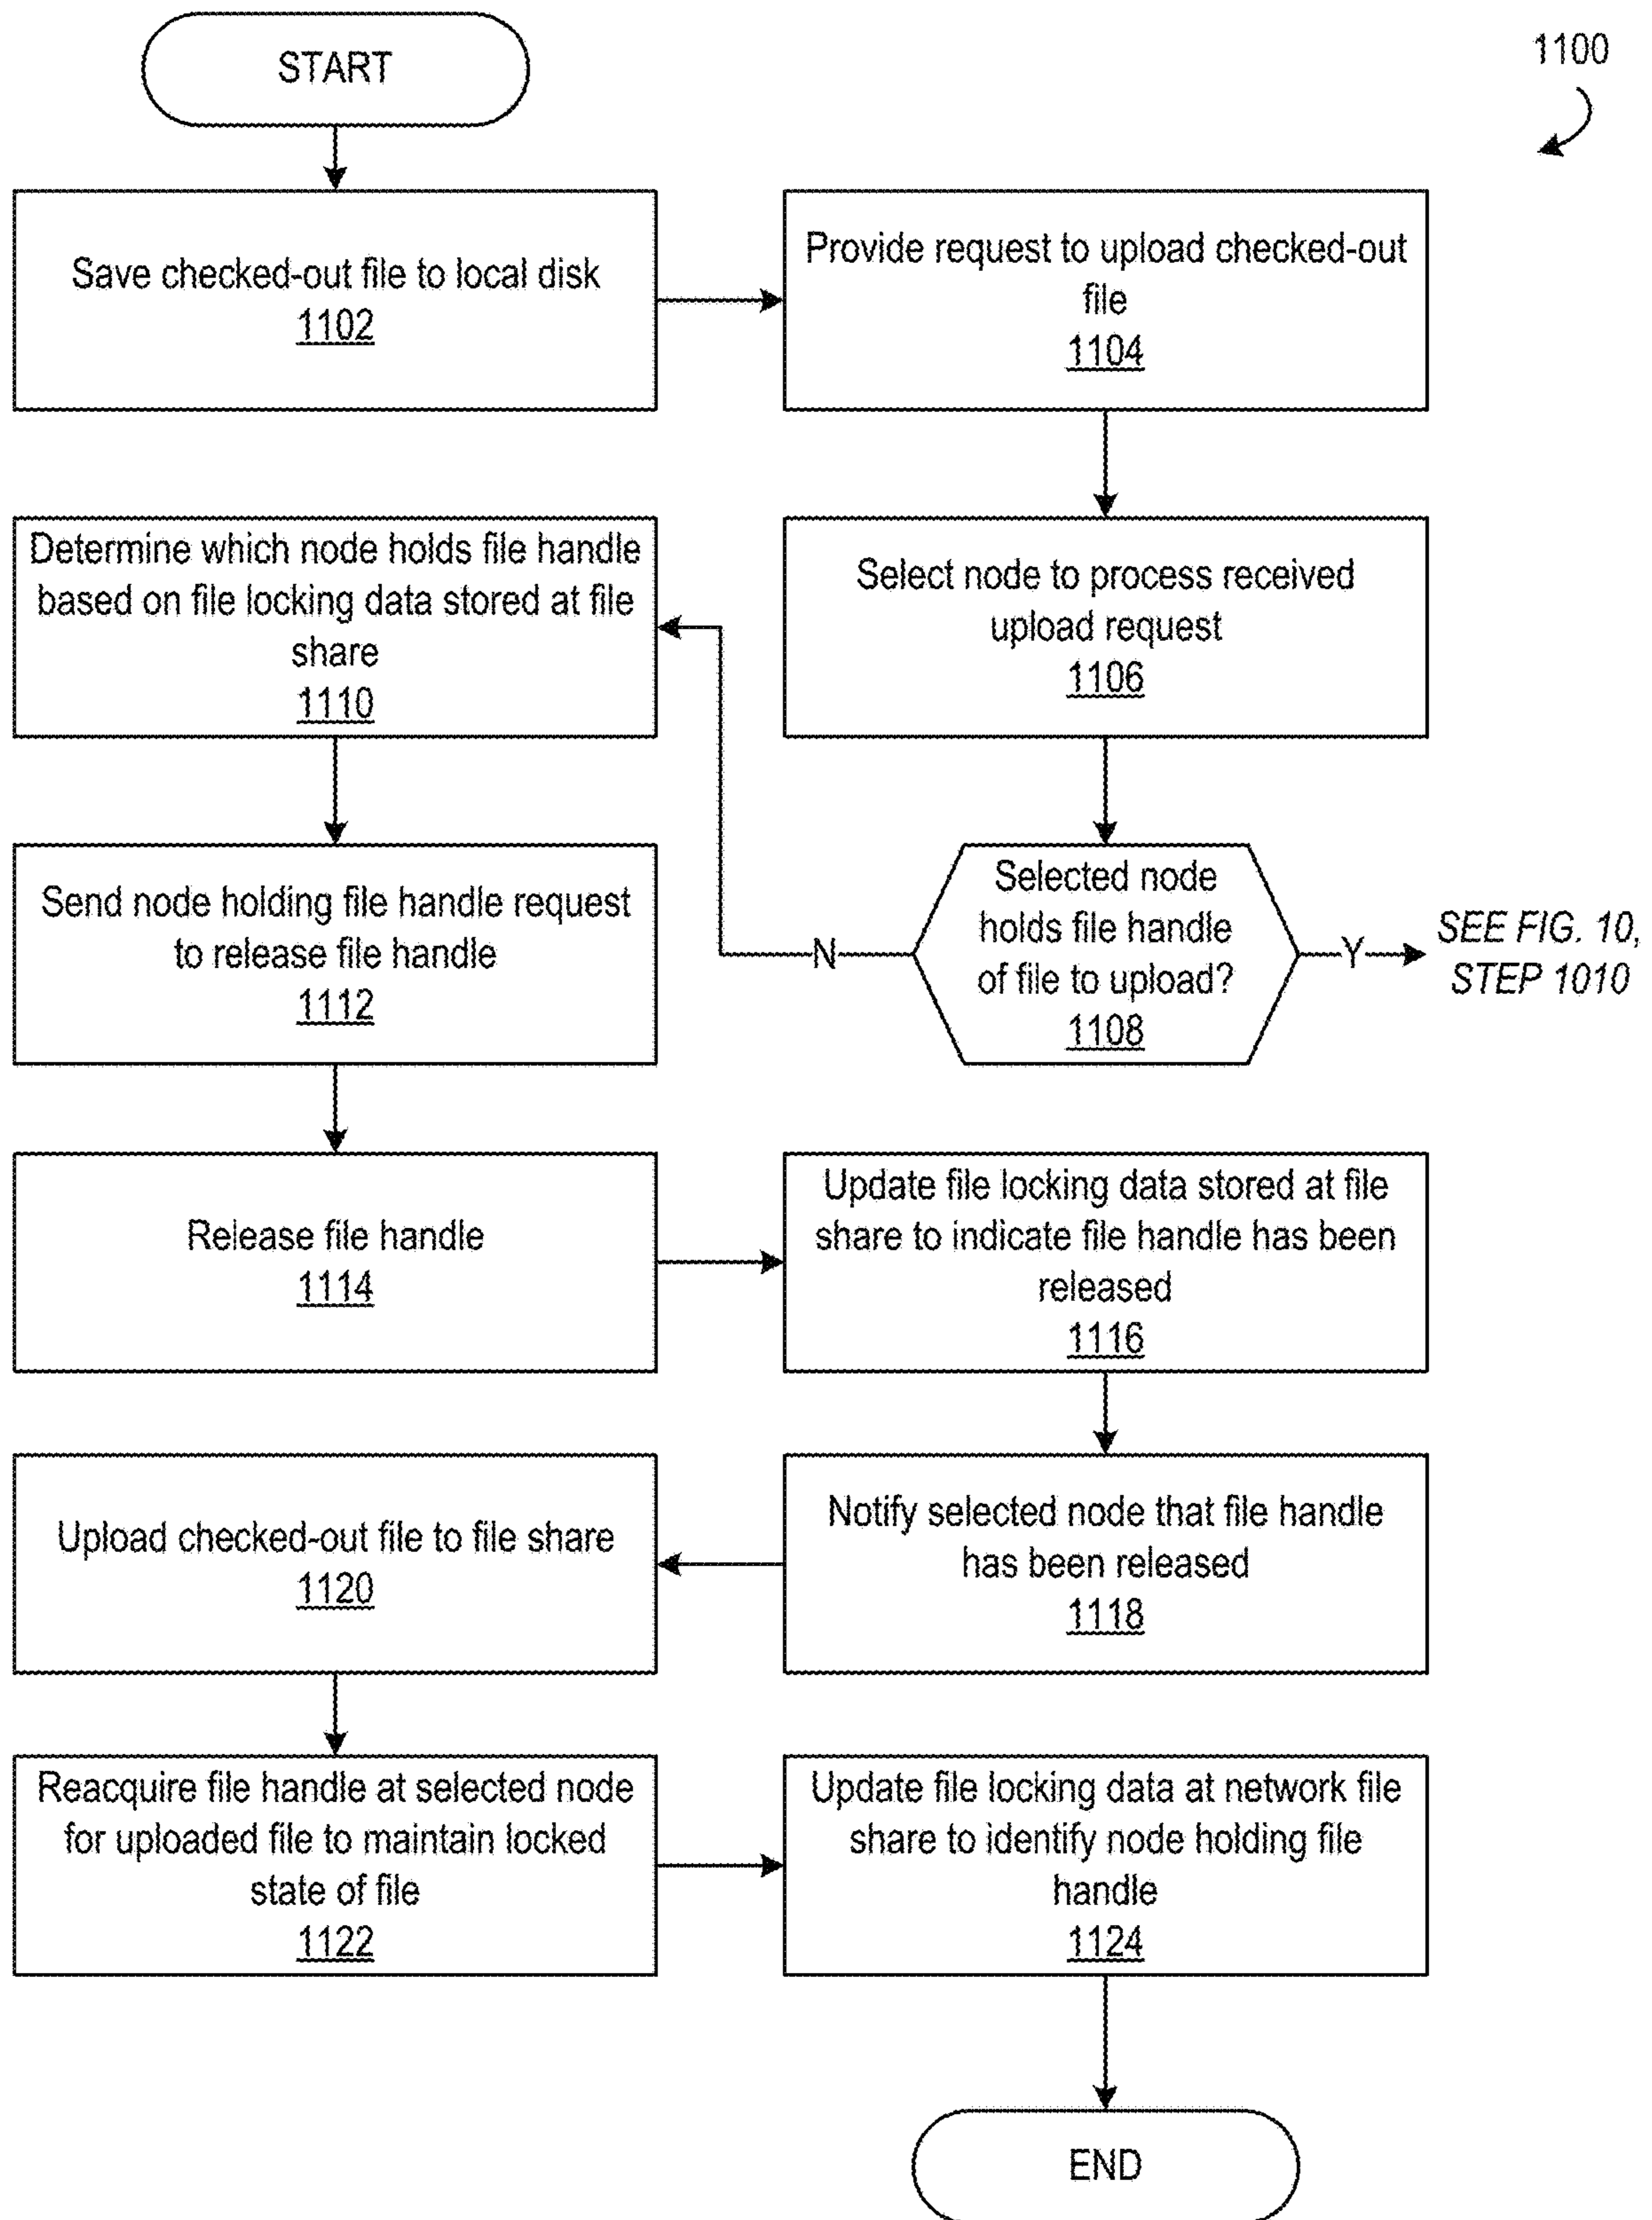 START
1100
Save checked-out file to local disk
1102
Provide request to upload checked-out
file
1104
Select node to process received
upload request
1106
Selected node
holds file handle
of file to upload?
1108
N
Y
SEE FIG. 10,
STEP 1010
Determine which node holds file handle
based on file locking data stored at file
share
1110
Send node holding file handle request
to release file handle
1112
Release file handle
1114
Update file locking data stored at file
share to indicate file handle has been
released
1116
Notify selected node that file handle
has been released
1118
Upload checked-out file to file share
1120
Reacquire file handle at selected node
for uploaded file to maintain locked
state of file
1122
Update file locking data at network file
share to identify node holding file
handle
1124
END